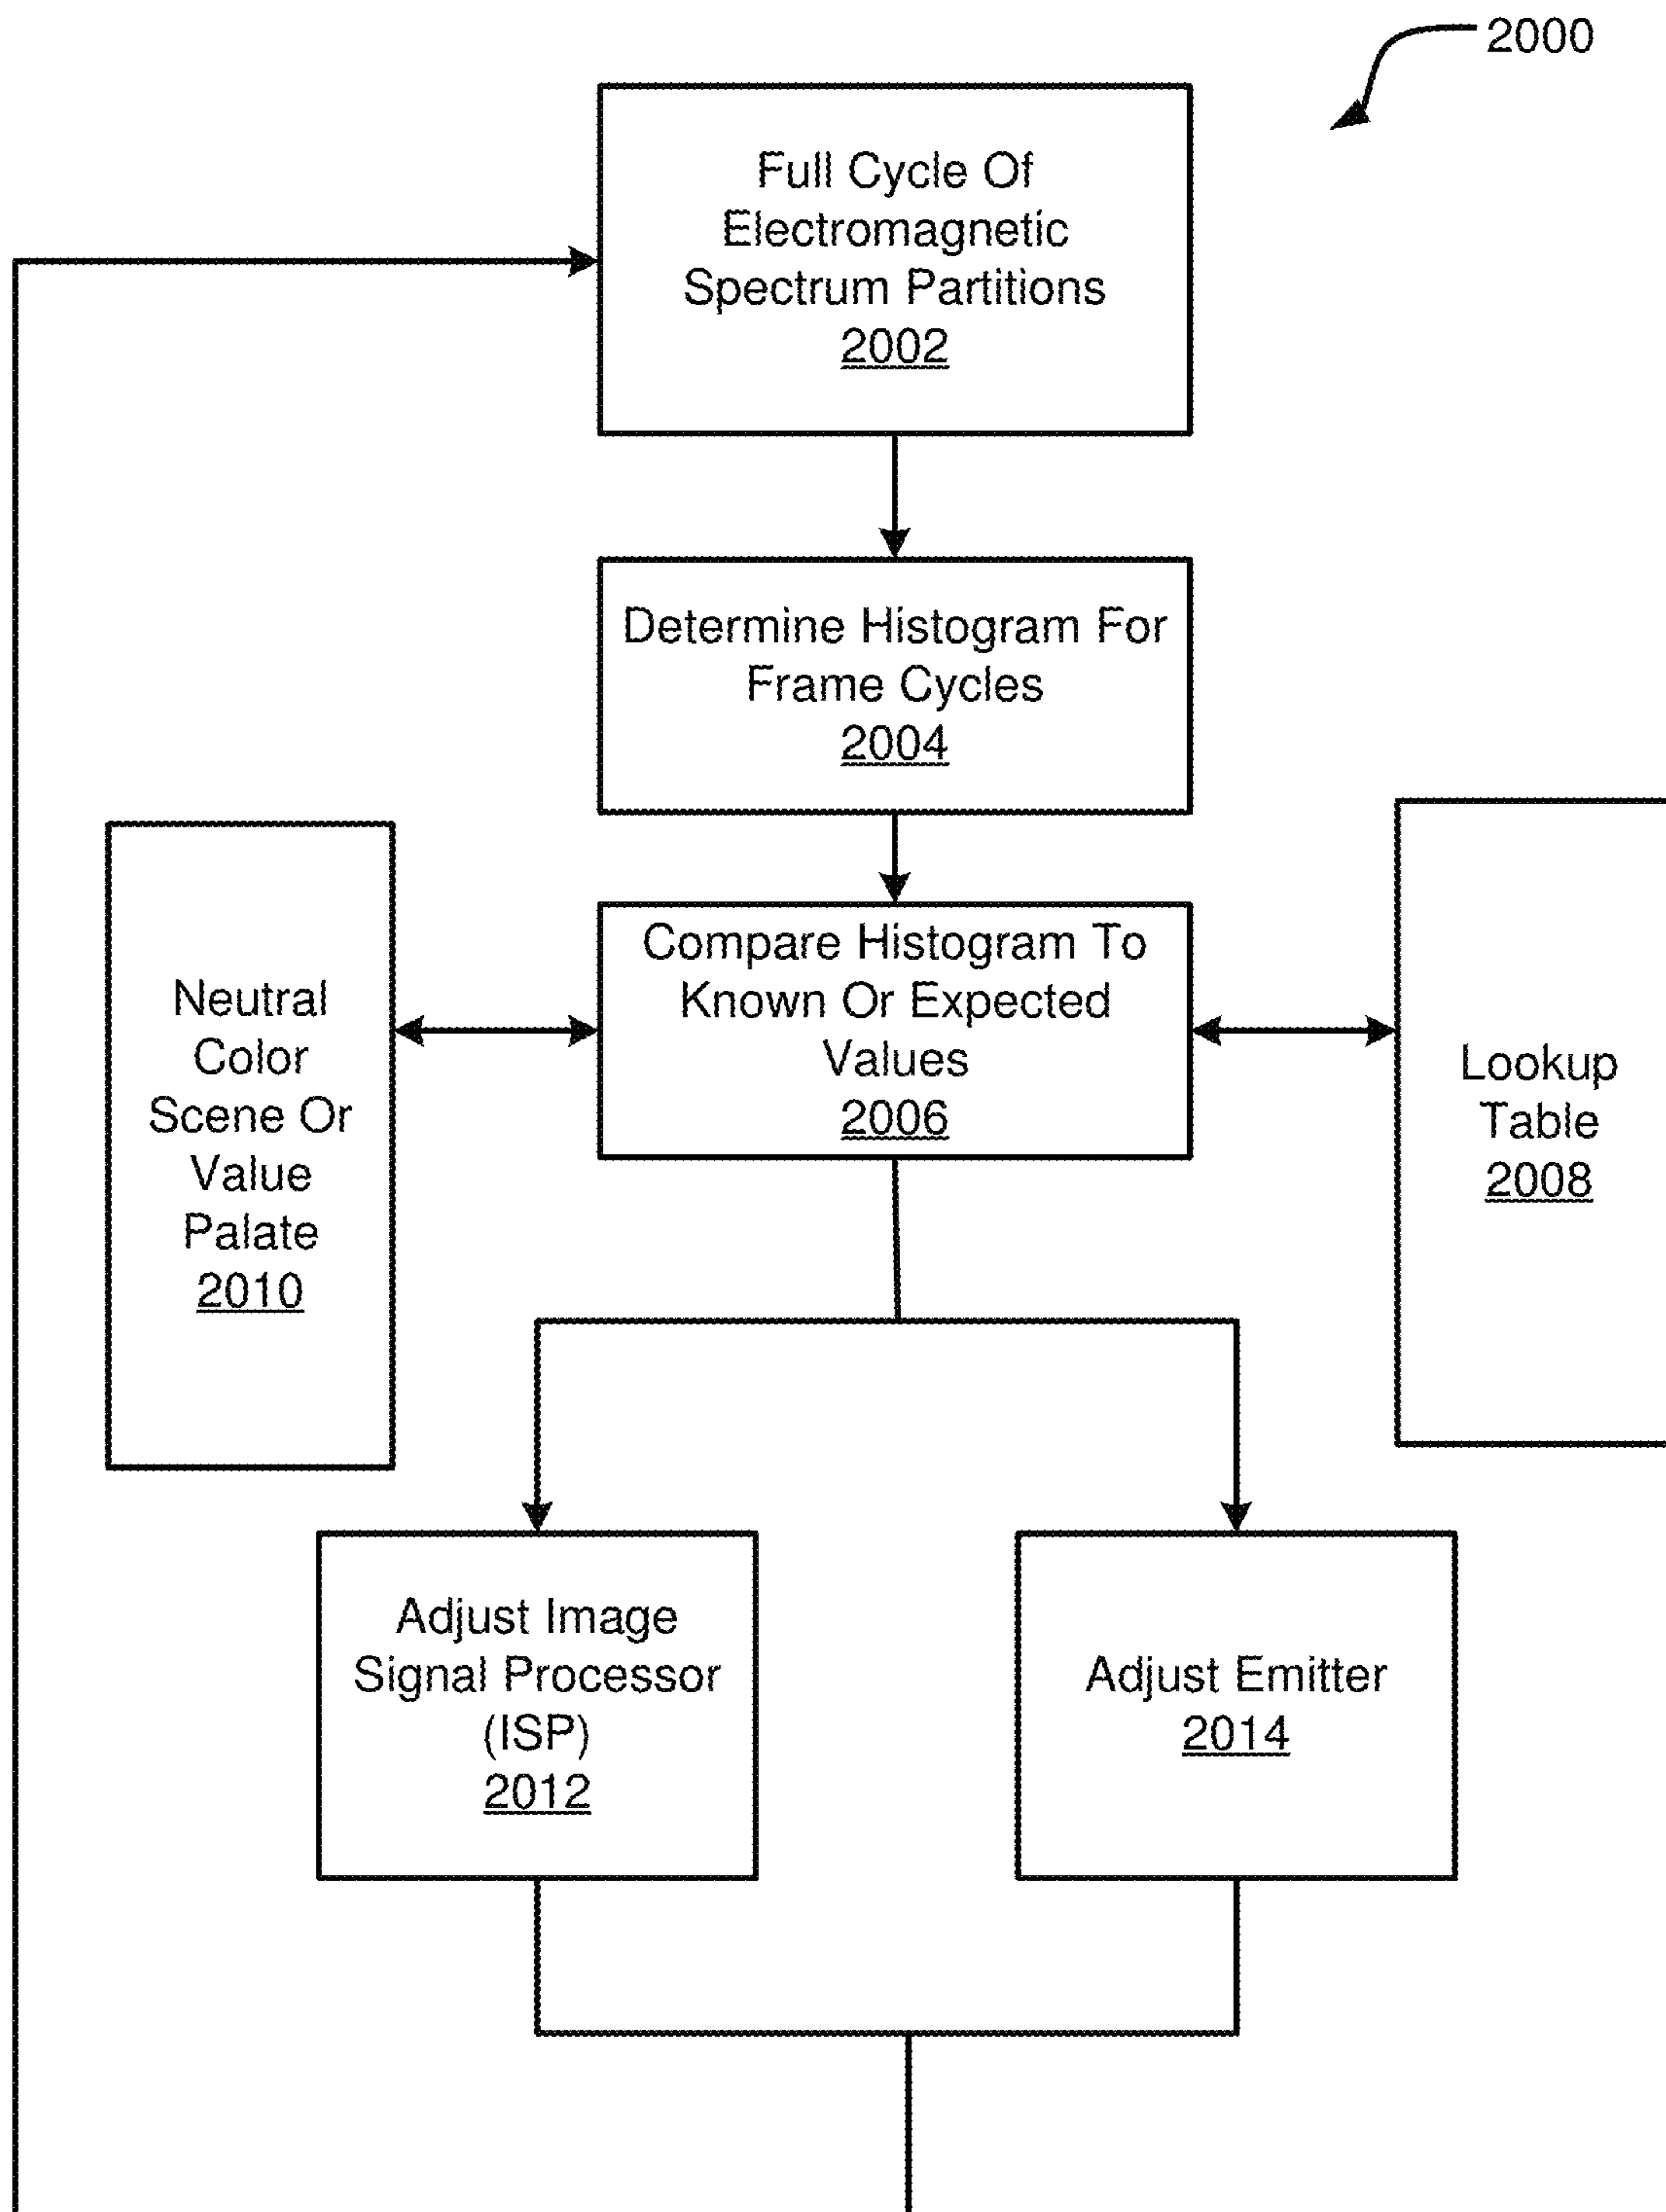 2000
Full Cycle Of
Electromagnetic
Spectrum Partitions
2002
Determine Histogram For
Frame Cycles
2004
Compare Histogram To
Known Or Expected
Values
2006
Neutral
Color
Scene Or
Value
Palate
2010
Lookup
Table
2008
Adjust Image
Signal Processor
(ISP)
2012
Adjust Emitter
2014